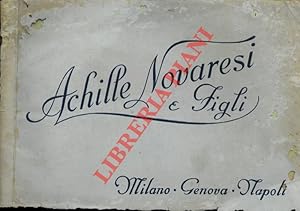 Achille Novaresi
e Figli
LIBRERIA PIANI
Milano · Genova · Napoli